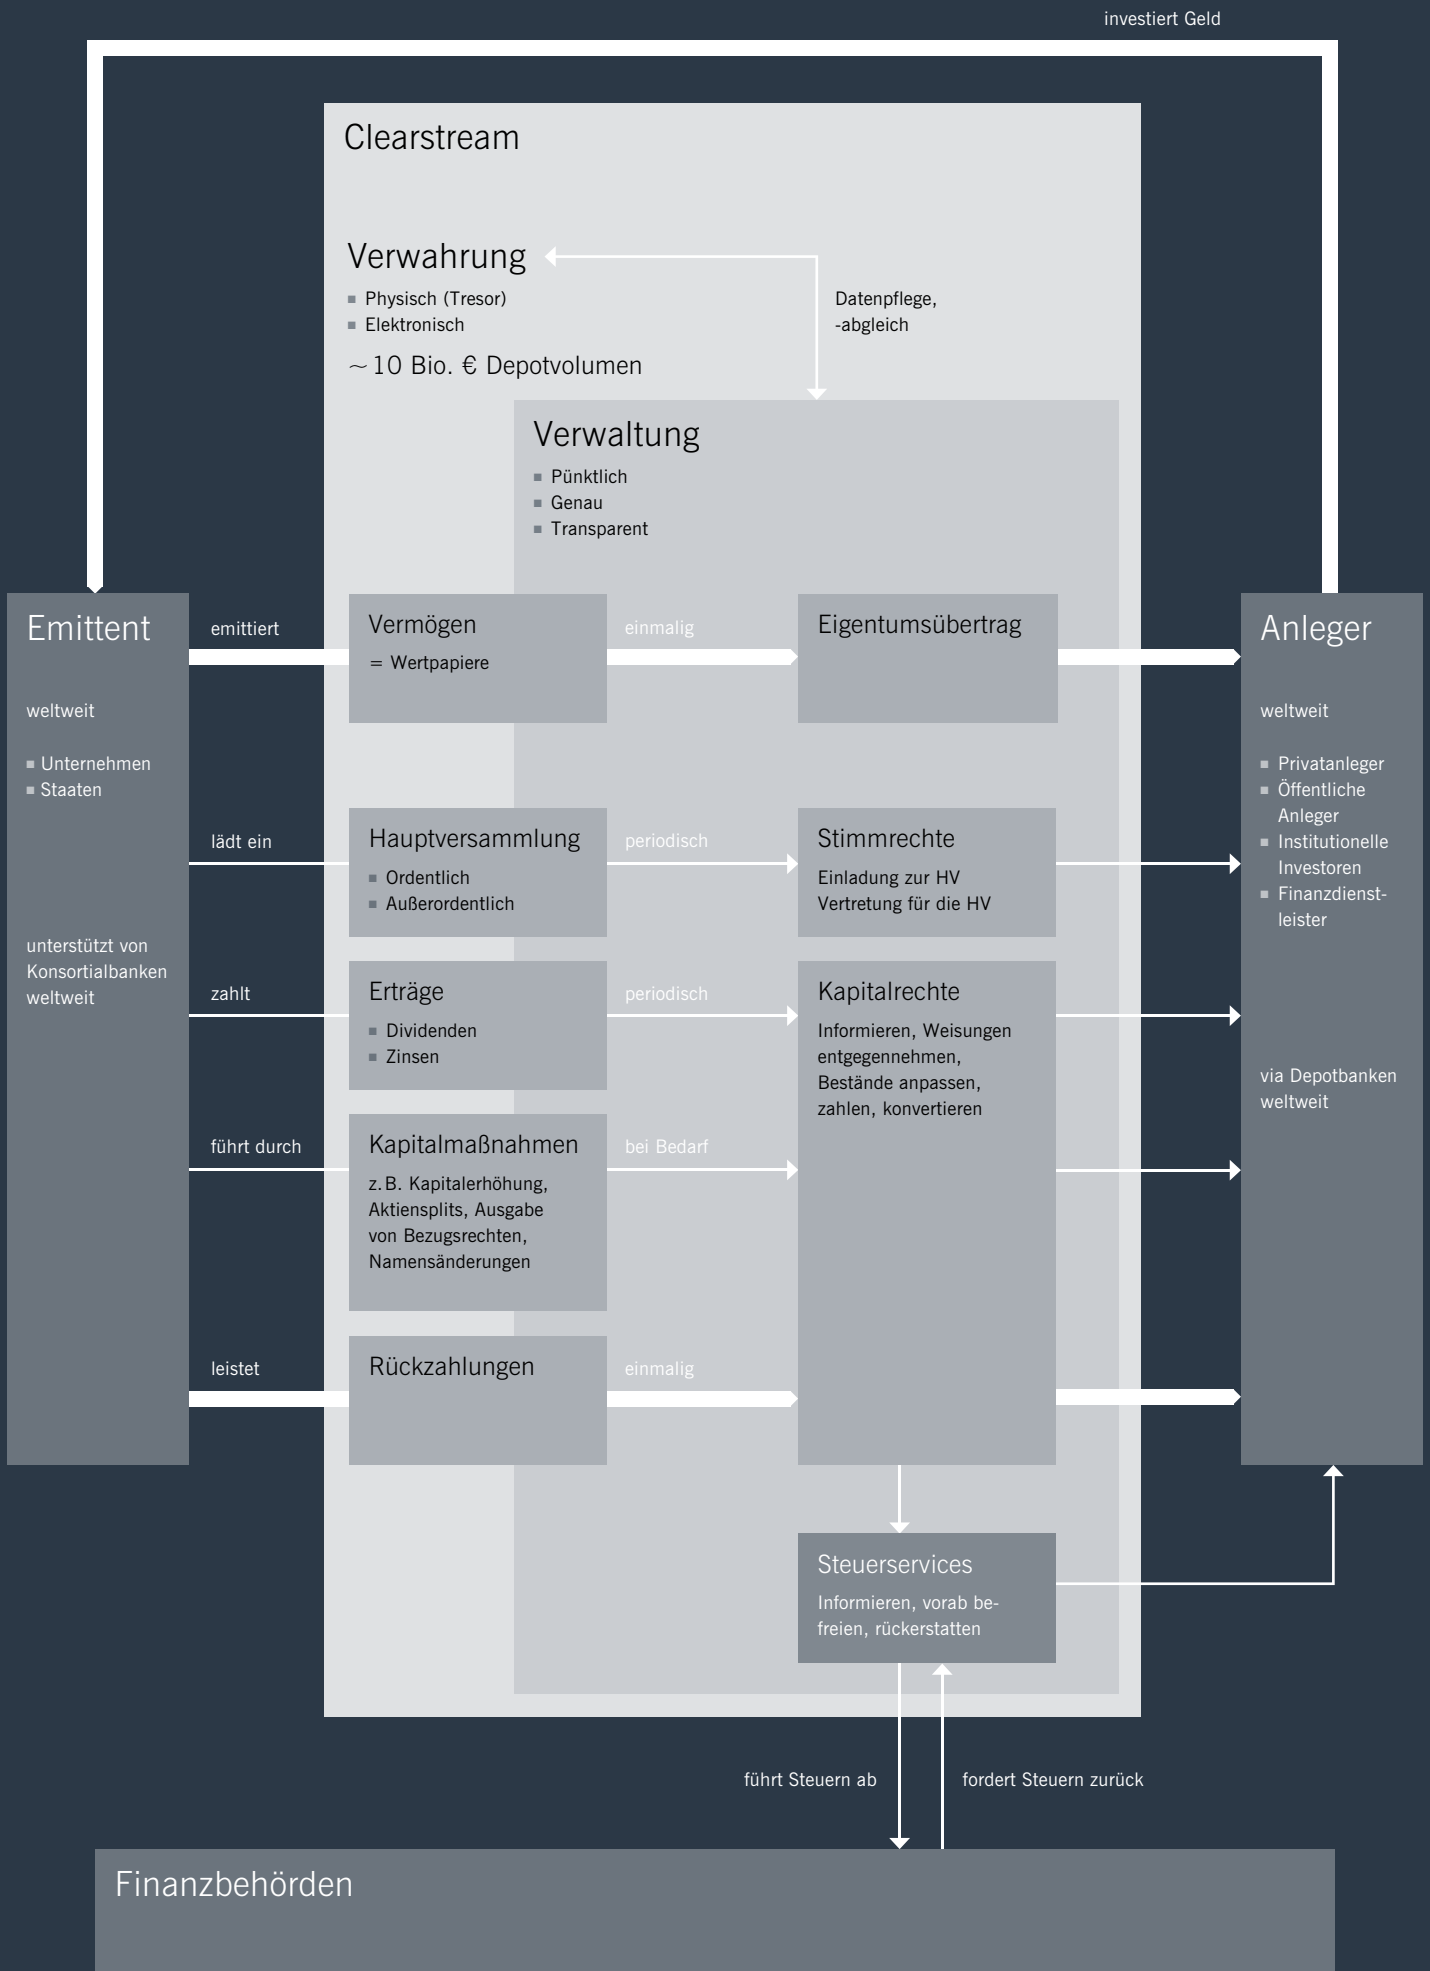 investiert Geld
Clearstream
Verwahrung
■ Physisch (Tresor)
■ Elektronisch
~10 Bio. € Depotvolumen
Datenpflege,
-abgleich
Verwaltung
■ Pünktlich
■ Genau
■ Transparent
Emittent
weltweit
■ Unternehmen
■ Staaten
unterstützt von
Konsortialbanken
weltweit
emittiert
Vermögen
= Wertpapiere
einmalig
Eigentumsübertrag
lädt ein
Hauptversammlung
■ Ordentlich
■ Außerordentlich
periodisch
Stimmrechte
Einladung zur HV
Vertretung für die HV
zahlt
Erträge
■ Dividenden
■ Zinsen
periodisch
Kapitalrechte
Informieren, Weisungen
entgegennehmen,
Bestände anpassen,
zahlen, konvertieren
führt durch
Kapitalmaßnahmen
z.B. Kapitalerhöhung,
Aktiensplits, Ausgabe
von Bezugsrechten,
Namensänderungen
bei Bedarf
leistet
Rückzahlungen
einmalig
Anleger
weltweit
■ Privatanleger
■ Öffentliche
Anleger
■ Institutionelle
Investoren
■ Finanzdienst-
leister
via Depotbanken
weltweit
Steuerservices
Informieren, vorab be-
freien, rückerstatten
führt Steuern ab
fordert Steuern zurück
Finanzbehörden